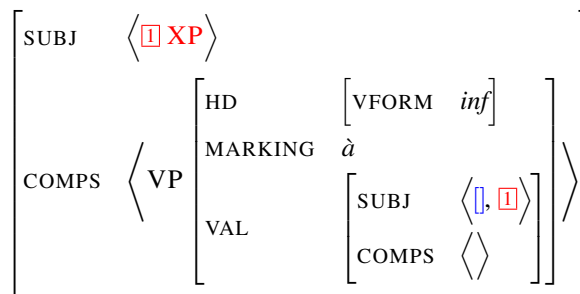 SUBJ ⟨[1] XP⟩
HD [VFORM inf]
MARKING à
COMPS ⟨VP
SUBJ ⟨[], [1]⟩
VAL
COMPS ⟨⟩ ⟩